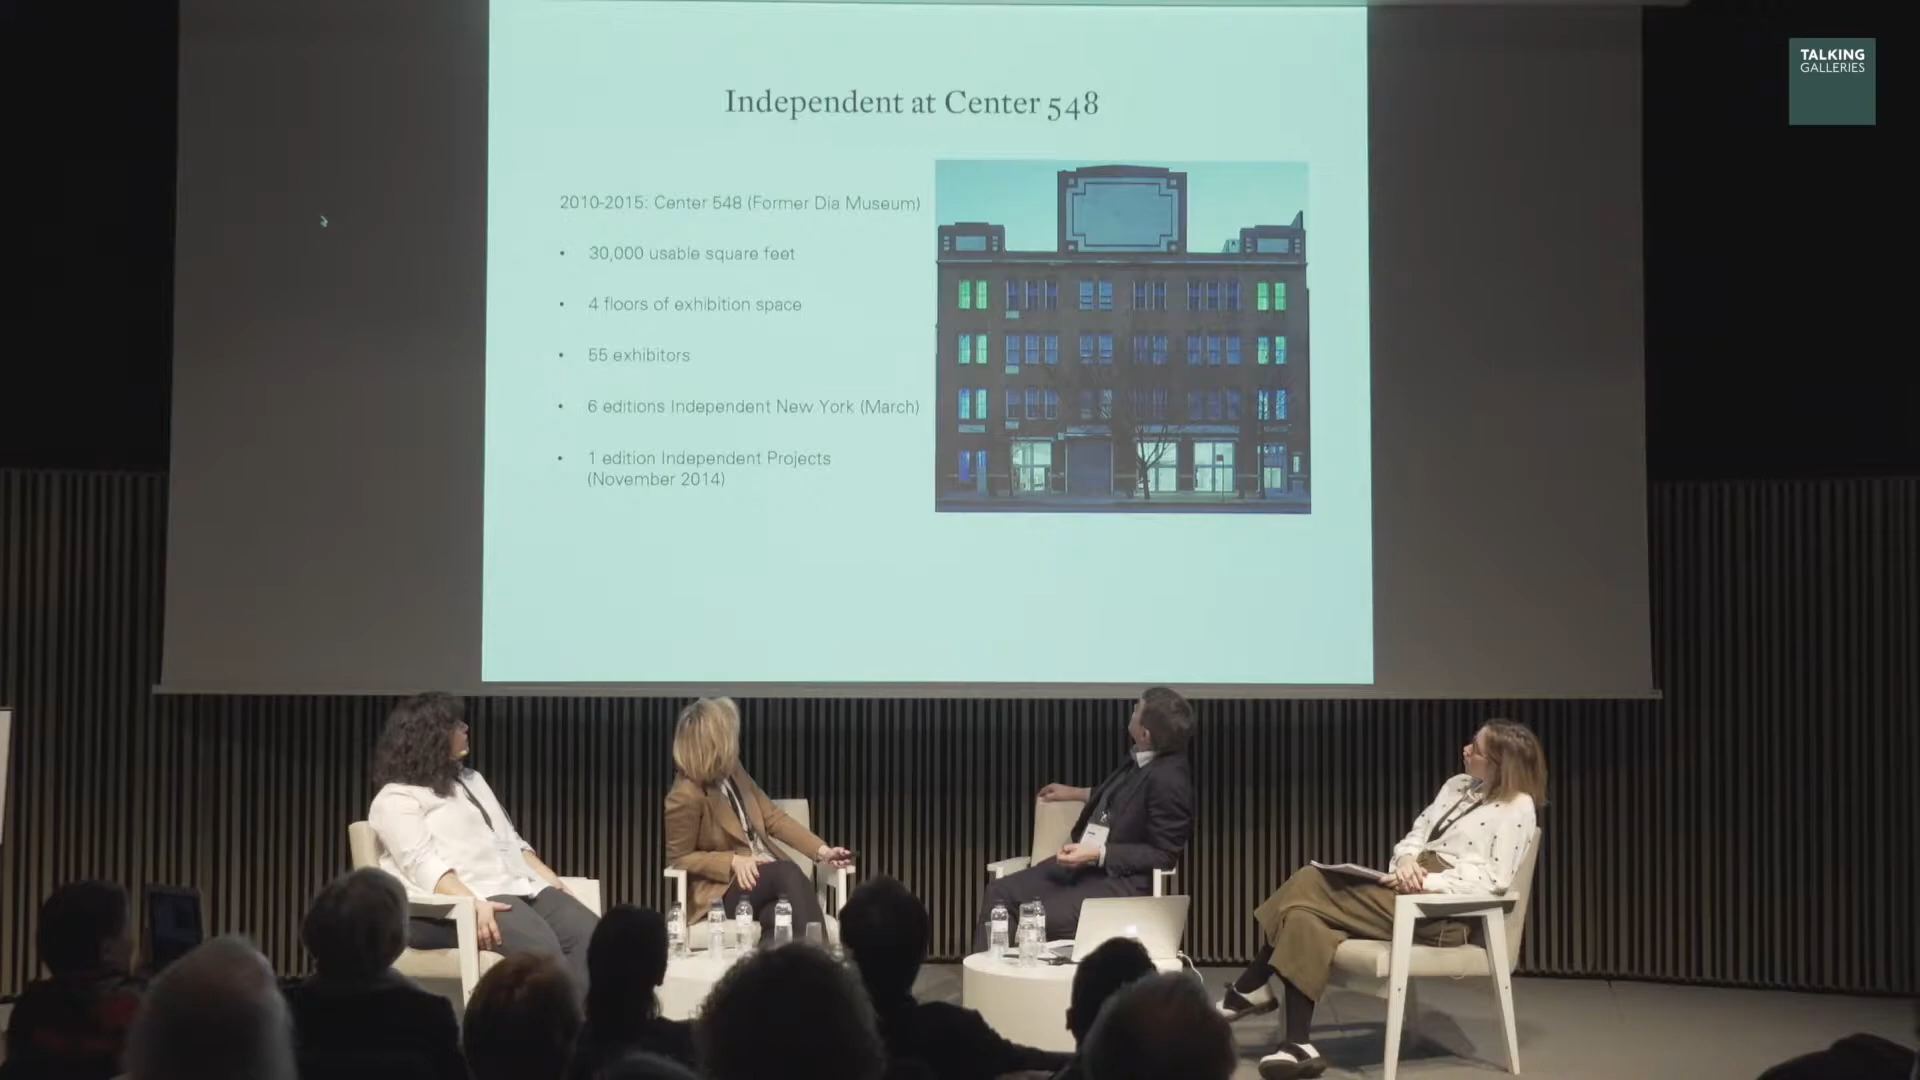 TALKING
GALLERIES
Independent at Center 548
2010-2015: Center 548 (Former Dia Museum)
• 30,000 usable square feet
• 4 floors of exhibition space
• 55 exhibitors
• 6 editions Independent New York (March)
• 1 edition Independent Projects
(November 2014)